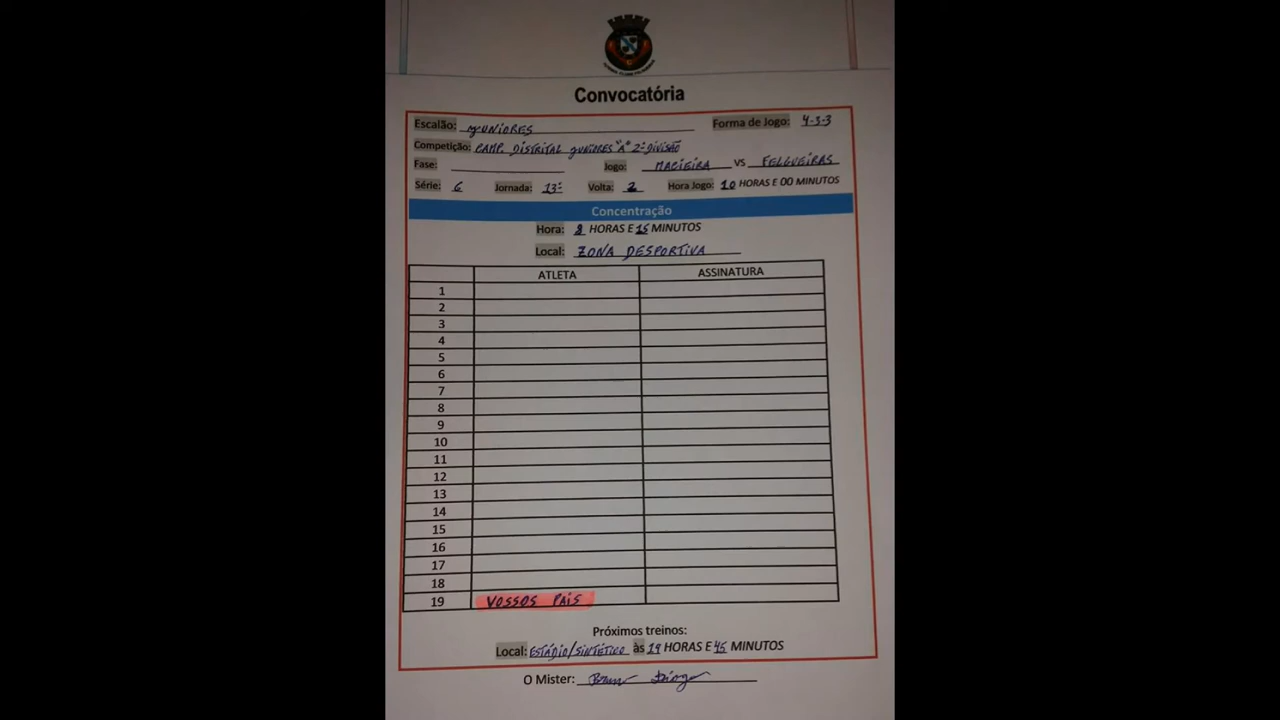 Convocatória
Escalão: JUNIORES Forma de Jogo: 4-3-3
Competição: CAMP. DISTRITAL JUNIORES "A" 2ª DIVISÃO
Fase: Jogo: MACIEIRA VS FELGUEIRAS
Série: 6 Jornada: 13ª Volta: 2 Hora Jogo: 10 HORAS E 00 MINUTOS
Concentração
Hora: 8 HORAS E 15 MINUTOS
Local: ZONA DESPORTIVA
ATLETA ASSINATURA
1
2
3
4
5
6
7
8
9
10
11
12
13
14
15
16
17
18
19 VOSSOS PAIS
Próximos treinos:
Local: ESTÁDIO/SINTÉTICO às 19 HORAS E 45 MINUTOS
O Mister: